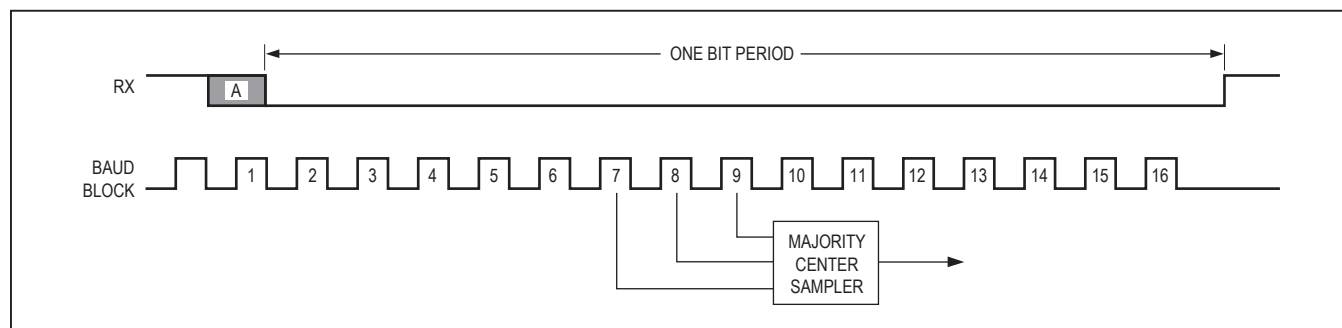 ONE BIT PERIOD
RX
A
BAUD
BLOCK
1 2 3 4 5 6 7 8 9 10 11 12 13 14 15 16
MAJORITY
CENTER
SAMPLER